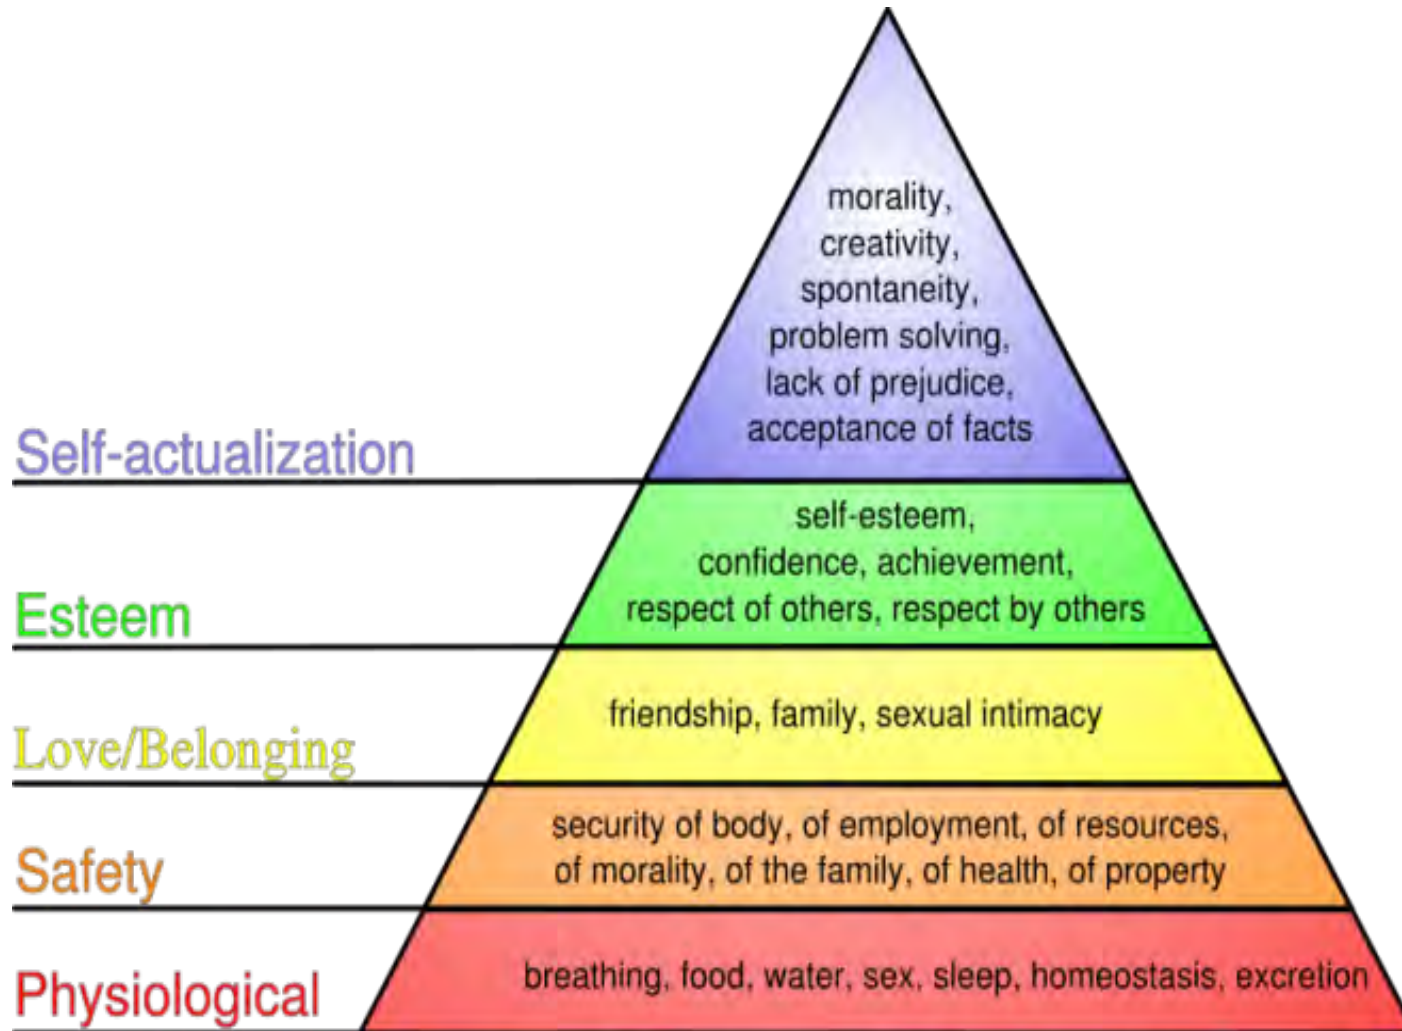 morality,
creativity,
spontaneity,
problem solving,
lack of prejudice,
acceptance of facts
Self-actualization
self-esteem,
confidence, achievement,
respect of others, respect by others
Esteem
friendship, family, sexual intimacy
Love/Belonging
security of body, of employment, of resources,
of morality, of the family, of health, of property
Safety
breathing, food, water, sex, sleep, homeostasis, excretion
Physiological